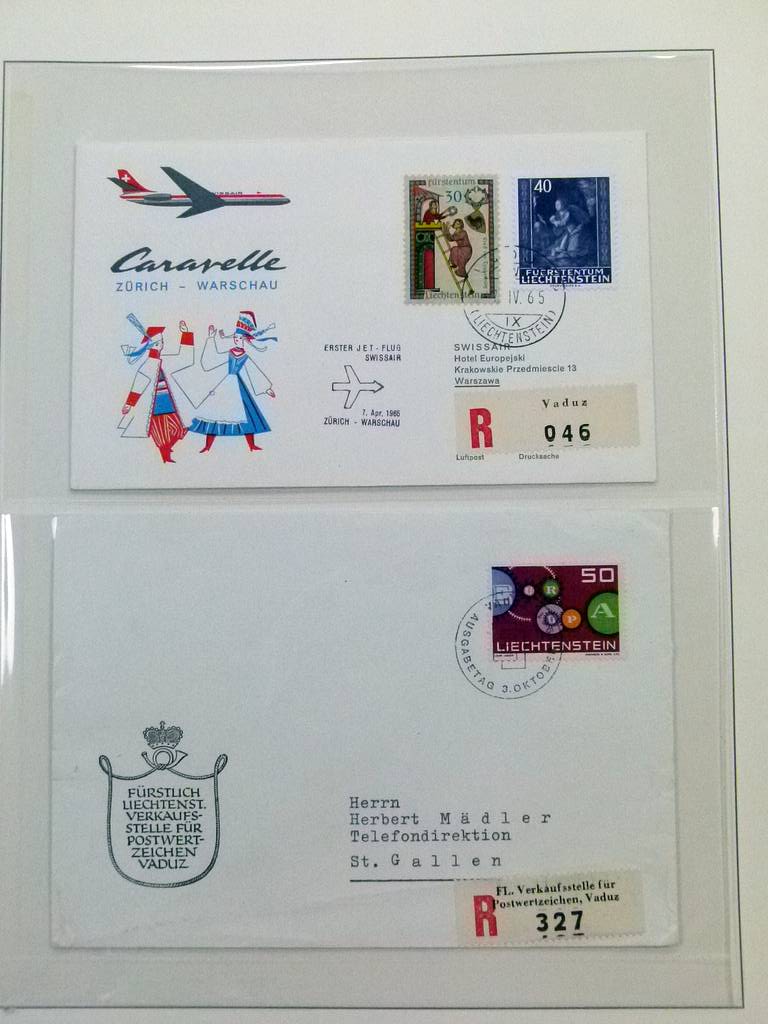 SWISSAIR
Caravelle
ZÜRICH - WARSCHAU
Fürstentum
30
Liechtenstein
40
FÜRSTENTUM
LIECHTENSTEIN
IV. 65
IX
(LIECHTENSTEIN)
ERSTER JET-FLUG
SWISSAIR
7. Apr. 1965
ZÜRICH - WARSCHAU
SWISSAIR
Hotel Europejski
Krakowskie Przedmiescie 13
Warszawa
R
Vaduz
046
Luftpost Drucksache
50
EUROPA
LIECHTENSTEIN
AUSGABETAG 3. OKTOBER
FÜRSTLICH
LIECHTENST.
VERKAUFS-
STELLE FÜR
POSTWERT-
ZEICHEN
VADUZ
Herrn
Herbert Mädler
Telefondirektion
St. Gallen
R
FL. Verkaufsstelle für
Postwertzeichen, Vaduz
327